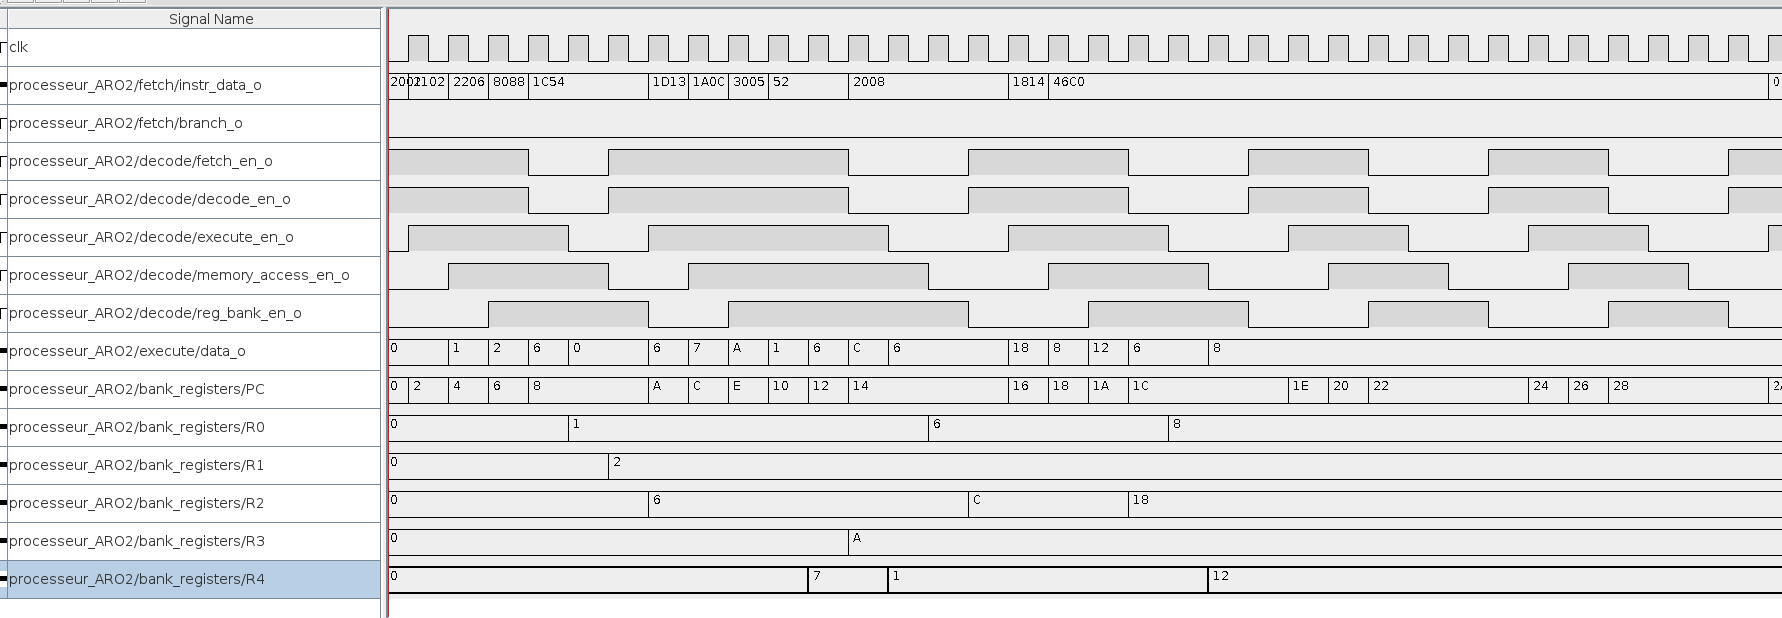 Signal Name
clk
processeur_ARO2/fetch/instr_data_o 2102 2206 8088 1C54 1D13 1A0C 3005 52 2008 1814 46C0 0
processeur_ARO2/fetch/branch_o
processeur_ARO2/decode/fetch_en_o
processeur_ARO2/decode/decode_en_o
processeur_ARO2/decode/execute_en_o
processeur_ARO2/decode/memory_access_en_o
processeur_ARO2/decode/reg_bank_en_o
processeur_ARO2/execute/data_o 0 1 2 6 0 6 7 A 1 6 C 6 18 8 12 6 8
processeur_ARO2/bank_registers/PC 0 2 4 6 8 A C E 10 12 14 16 18 1A 1C 1E 20 22 24 26 28
processeur_ARO2/bank_registers/R0 0 1 6 8
processeur_ARO2/bank_registers/R1 0 2
processeur_ARO2/bank_registers/R2 0 6 C 18
processeur_ARO2/bank_registers/R3 0 A
processeur_ARO2/bank_registers/R4 0 7 1 12